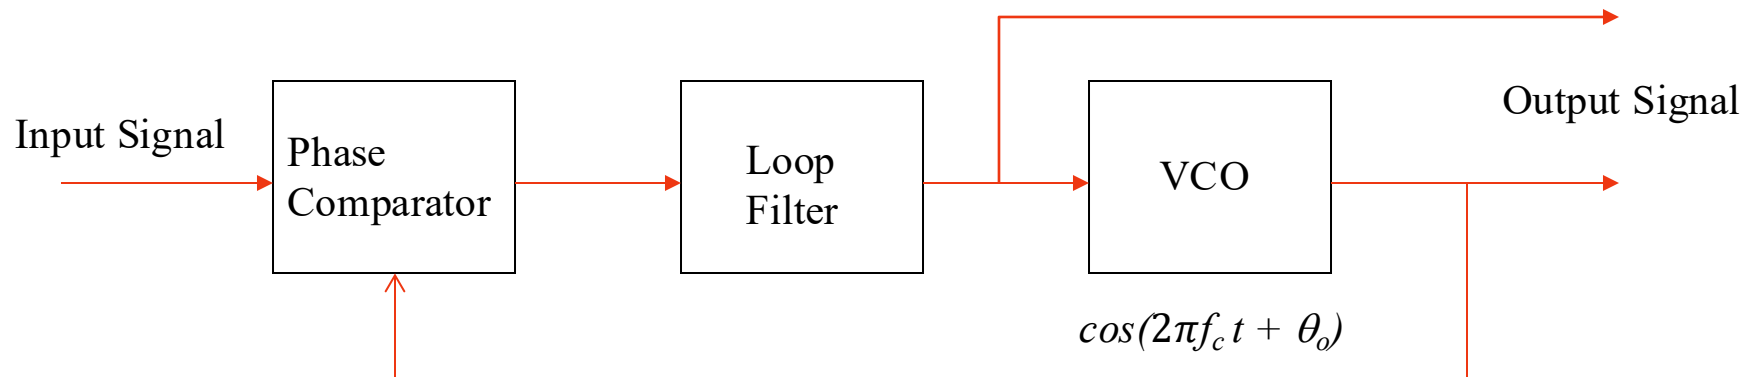 Input Signal
Phase
Comparator
Loop
Filter
VCO
Output Signal
cos(2πf_c t + θ_o)